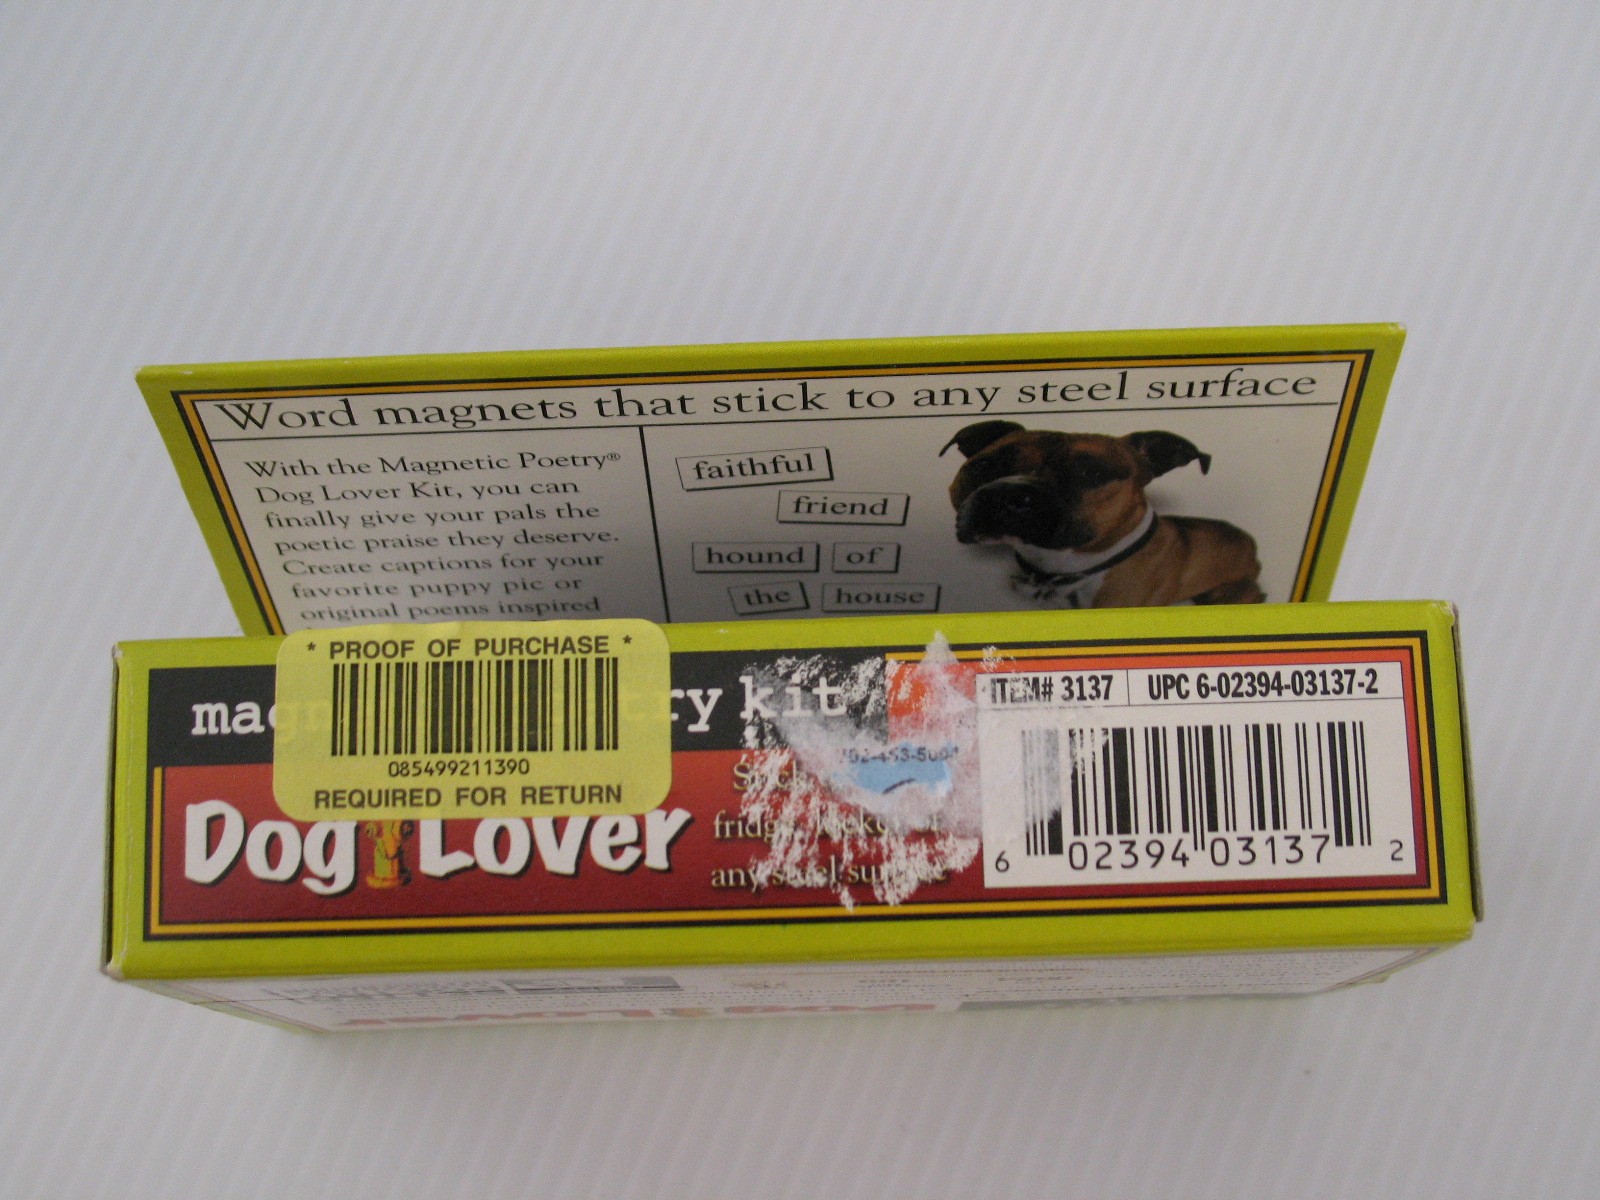 Word magnets that stick to any steel surface
With the Magnetic Poetry®
Dog Lover Kit, you can
finally give your pals the
poetic praise they deserve.
Create captions for your
favorite puppy pic or
original poems inspired
faithful
friend
hound of
the house
* PROOF OF PURCHASE *
085499211390
REQUIRED FOR RETURN
kit
Dog Lover
any steel surface
ITEM# 3137 UPC 6-02394-03137-2
6 02394 03137 2